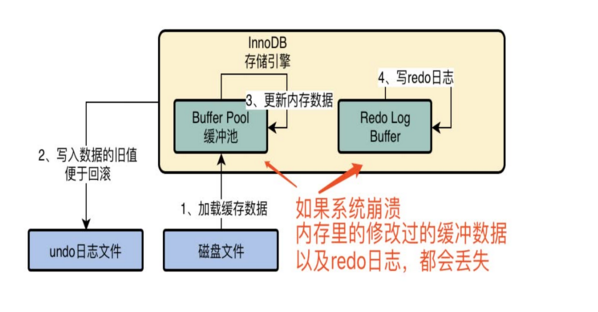 InnoDB
存储引擎
4、写redo日志
3、更新内存数据
Buffer Pool
缓冲池
Redo Log
Buffer
2、写入数据的旧值
便于回滚
1、加载缓存数据
如果系统崩溃
内存里的修改过的缓冲数据
以及redo日志，都会丢失
undo日志文件
磁盘文件